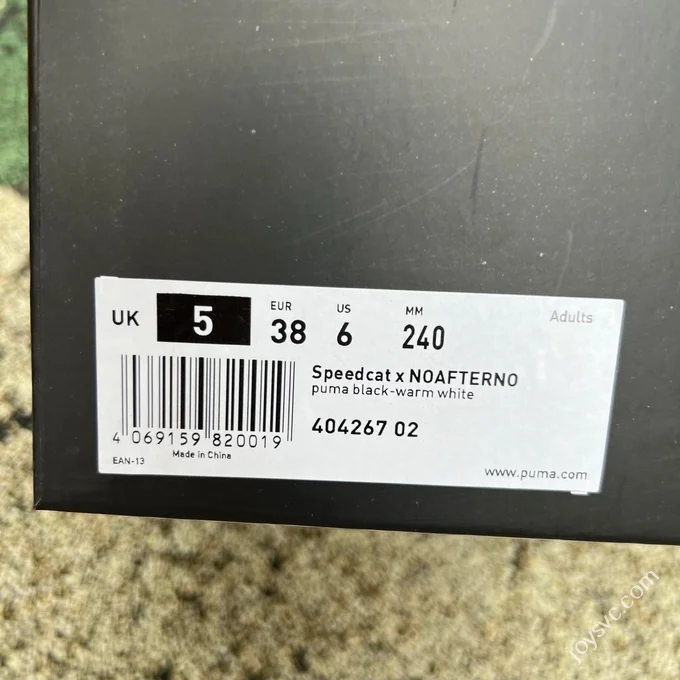 UK 5 EUR 38 US 6 MM 240 Adults
Speedcat x NOAFTERNO
puma black-warm white
404267 02
4 069159 820019
EAN-13 Made in China
www.puma.com
roysvc.com